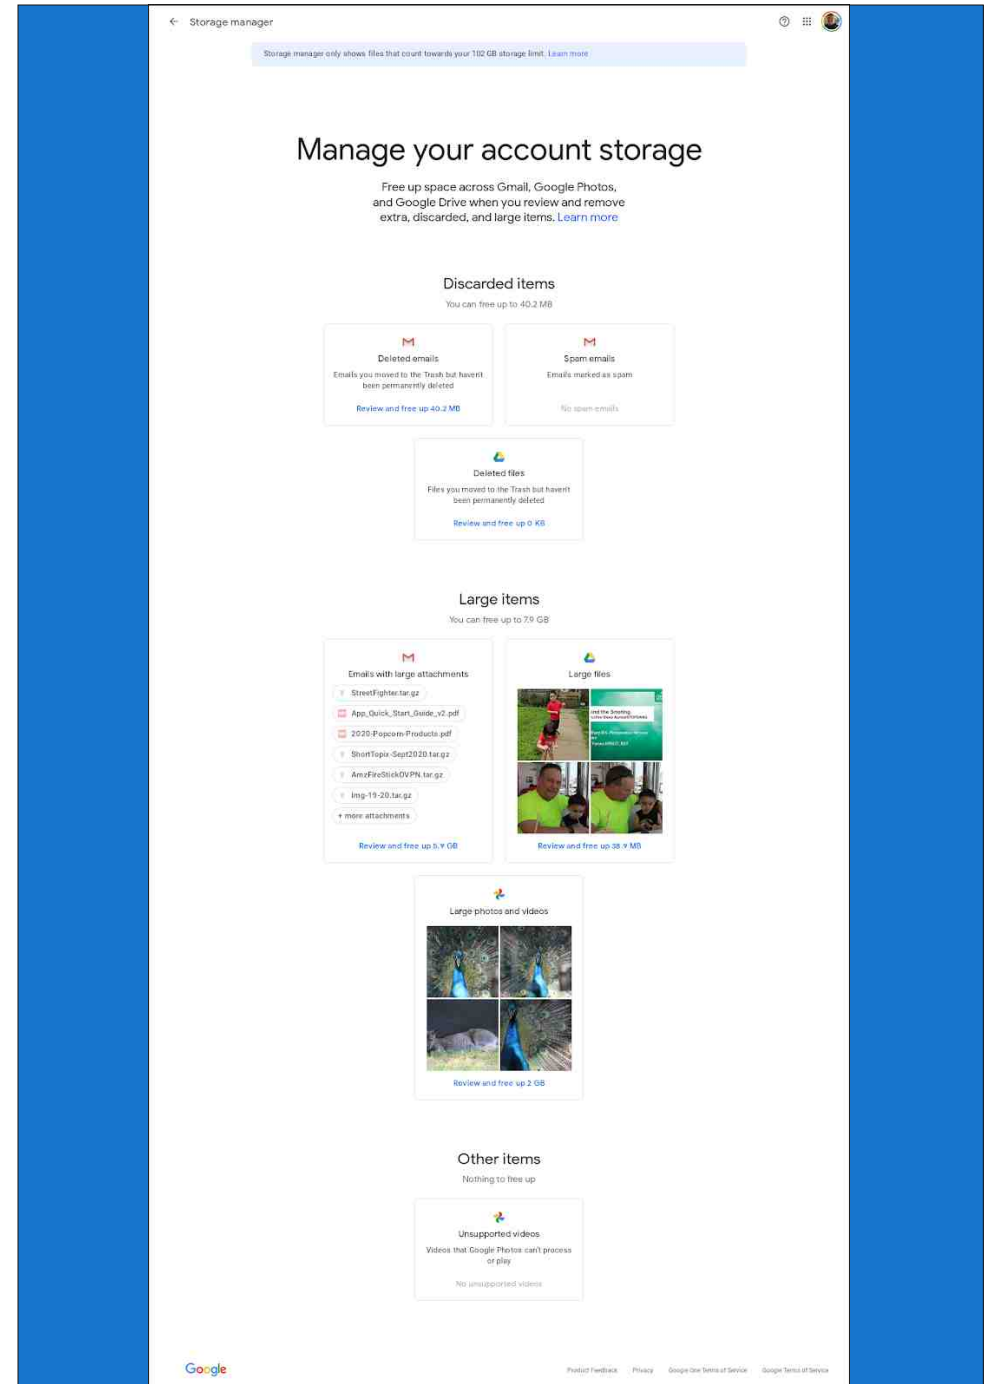 Storage manager
Storage manager only shows files that count towards your 102 GB storage limit. Learn more
Manage your account storage
Free up space across Gmail, Google Photos,
and Google Drive when you review and remove
extra, discarded, and large items. Learn more
Discarded items
You can free up to 40.2 MB
Deleted emails
Emails you moved to the Trash but haven't
been permanently deleted
Review and free up 40.2 MB
Spam emails
Emails marked as spam
No spam emails
Deleted files
Files you moved to the Trash but haven't
been permanently deleted
Review and free up 0 KB
Large items
You can free up to 7.9 GB
Emails with large attachments
StreetFighter.tar.gz
App_Quick_Start_Guide_v2.pdf
2020-Popcorn-Products.pdf
ShortTopix-Sept2020.tar.gz
AmzFireStickOVPN.tar.gz
img-19-20.tar.gz
+ more attachments
Review and free up 5.9 GB
Large files
and the Smoking
Review and free up 38.9 MB
Large photos and videos
Review and free up 2 GB
Other items
Nothing to free up
Unsupported videos
Videos that Google Photos can't process
or play
No unsupported videos
Google
Product Feedback Privacy Google One Terms of Service Google Terms of Service